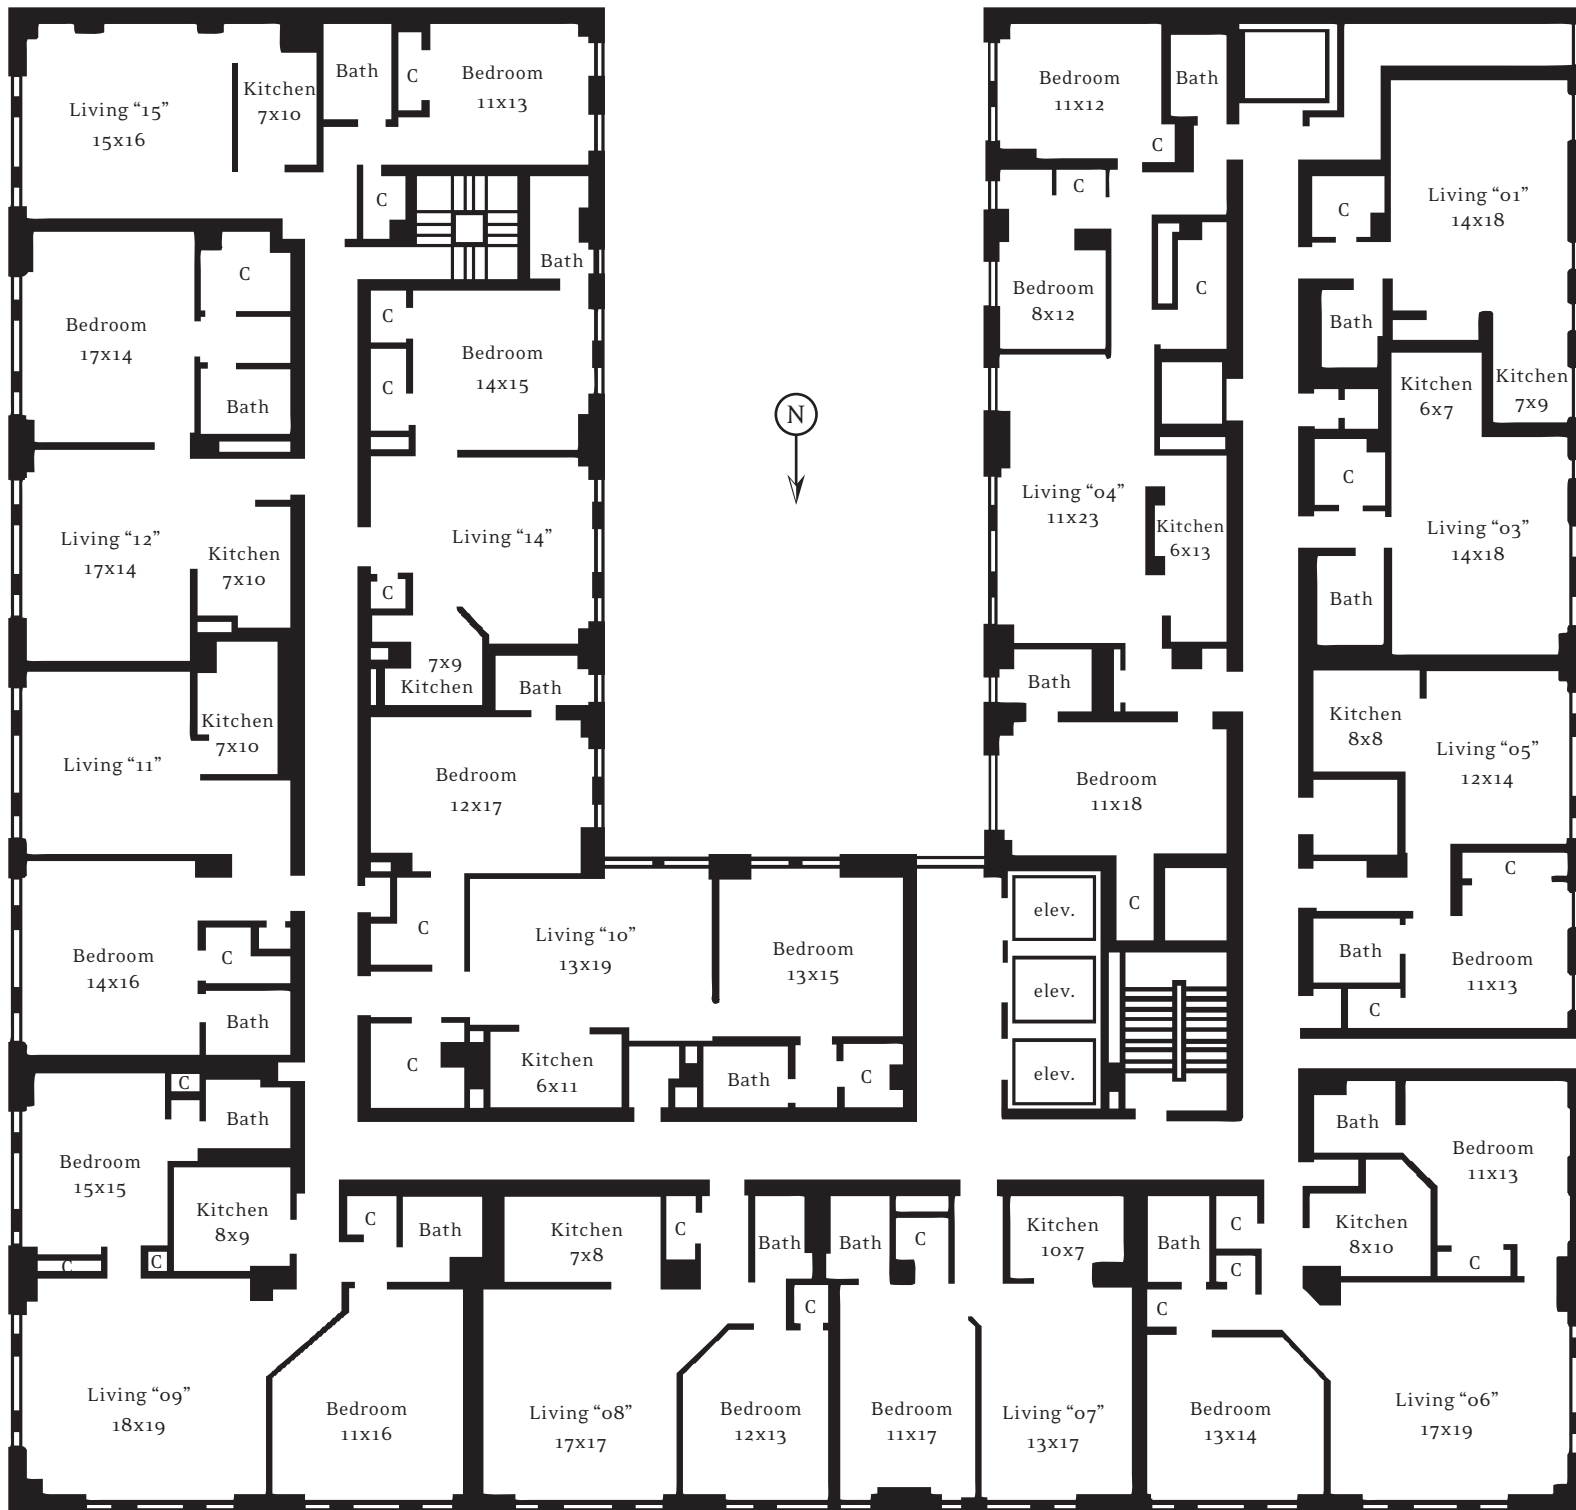 Living “15”
15x16
Kitchen
7x10
Bath
C
Bedroom
11x13
C
Bath
C
Bedroom
17x14
Bath
C
C
Bedroom
14x15
Living “12”
17x14
Kitchen
7x10
Living “14”
C
7x9
Kitchen
Bath
Living “11”
Kitchen
7x10
Bedroom
12x17
Bedroom
14x16
C
Bath
C
Living “10”
13x19
Bedroom
13x15
C
Kitchen
6x11
Bath
C
N
Bedroom
11x12
Bath
C
C
Bedroom
8x12
C
Living “04”
11x23
Kitchen
6x13
Bath
Bedroom
11x18
elev.
C
elev.
elev.
Living “01”
14x18
C
Bath
Kitchen
7x9
Kitchen
6x7
C
Living “03”
14x18
Bath
Kitchen
8x8
Living “05”
12x14
C
Bath
Bedroom
11x13
C
C
Bath
Bedroom
15x15
Kitchen
8x9
C
C
Living “09”
18x19
C
Bath
Bedroom
11x16
Kitchen
7x8
C
Living “08”
17x17
Bath
C
Bedroom
12x13
Bath
C
Bedroom
11x17
Kitchen
10x7
Living “07”
13x17
Bath
C
C
C
Bedroom
13x14
Bath
Bedroom
11x13
Kitchen
8x10
C
Living “06”
17x19